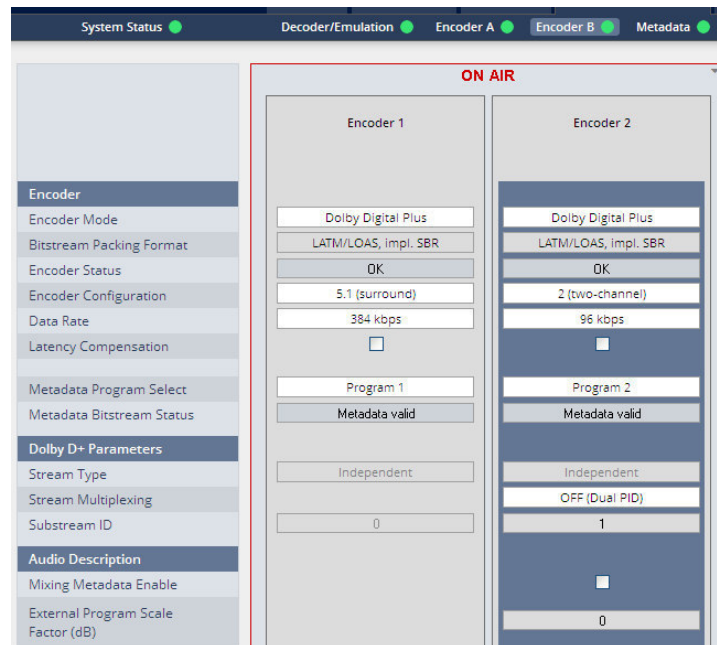 System Status Decoder/Emulation Encoder A Encoder B Metadata
ON AIR
Encoder 1 Encoder 2
Encoder
Encoder Mode Dolby Digital Plus Dolby Digital Plus
Bitstream Packing Format LATM/LOAS, impl. SBR LATM/LOAS, impl. SBR
Encoder Status OK OK
Encoder Configuration 5.1 (surround) 2 (two-channel)
Data Rate 384 kbps 96 kbps
Latency Compensation
Metadata Program Select Program 1 Program 2
Metadata Bitstream Status Metadata valid Metadata valid
Dolby D+ Parameters
Stream Type Independent Independent
Stream Multiplexing OFF (Dual PID)
Substream ID 0 1
Audio Description
Mixing Metadata Enable
External Program Scale
Factor (dB) 0